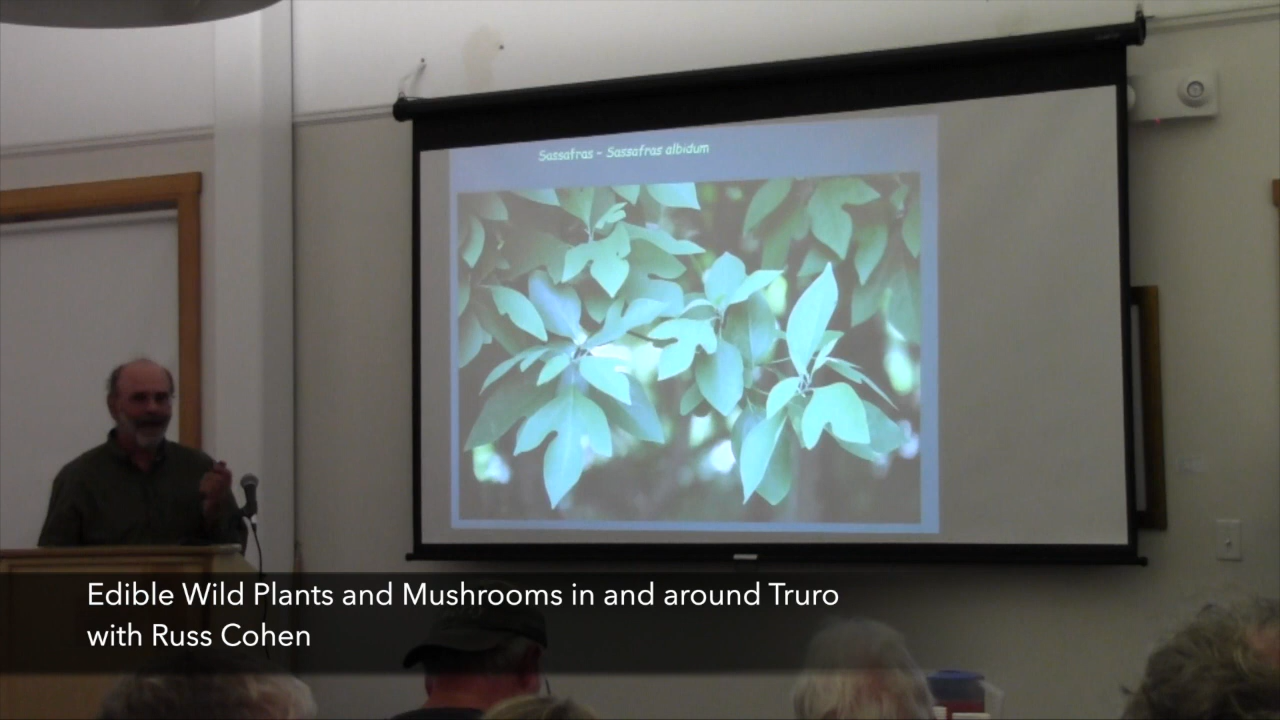 Sassafras - Sassafras albidum
Edible Wild Plants and Mushrooms in and around Truro
with Russ Cohen